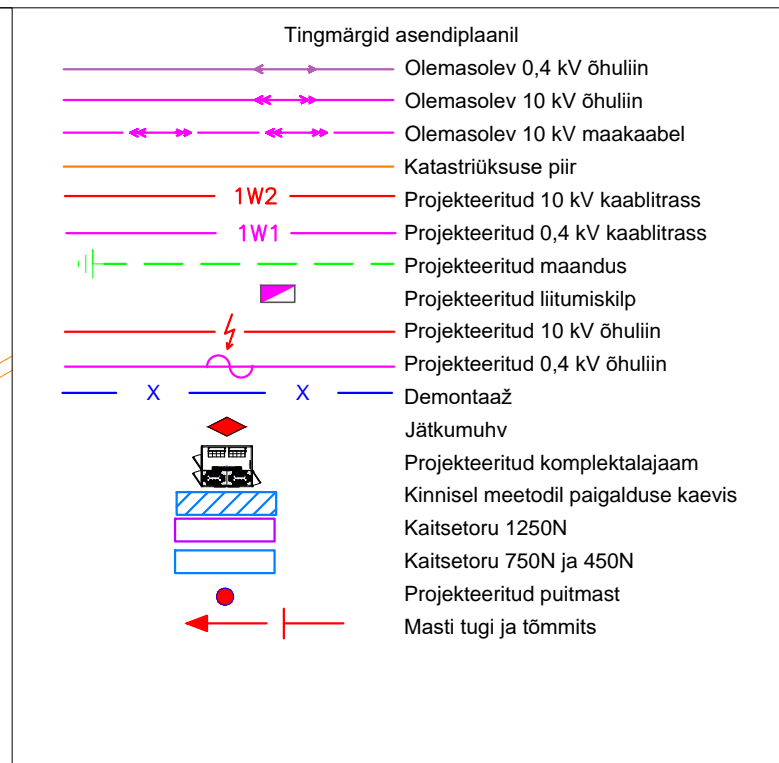 Tingmärgid asendiplaanil
Olemasolev 0,4 kV õhuliin
Olemasolev 10 kV õhuliin
Olemasolev 10 kV maakaabel
Katastriüksuse piir
1W2 Projekteeritud 10 kV kaablitrass
1W1 Projekteeritud 0,4 kV kaablitrass
Projekteeritud maandus
Projekteeritud liitumiskilp
Projekteeritud 10 kV õhuliin
Projekteeritud 0,4 kV õhuliin
X X Demontaaž
Jätkumuhv
Projekteeritud komplektalajaam
Kinnisel meetodil paigalduse kaevis
Kaitsetoru 1250N
Kaitsetoru 750N ja 450N
Projekteeritud puitmast
Masti tugi ja tõmmits